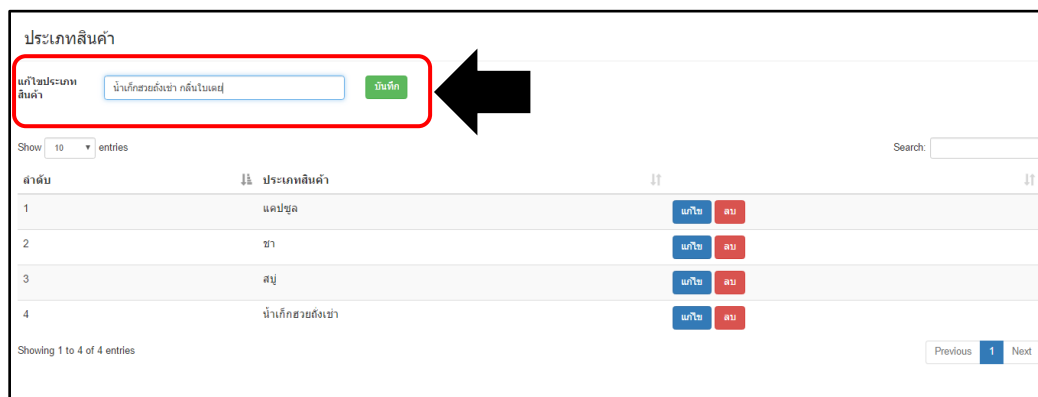 ประเภทสินค้า
แก้ไขประเภท
สินค้า
น้ำเก็กฮวยถั่งเช่า กลิ่นใบเตย
บันทึก
Show 10 entries
Search:
ลำดับ ประเภทสินค้า
1 แคปซูล แก้ไข ลบ
2 ชา แก้ไข ลบ
3 สบู่ แก้ไข ลบ
4 น้ำเก็กฮวยถั่งเช่า แก้ไข ลบ
Showing 1 to 4 of 4 entries
Previous 1 Next